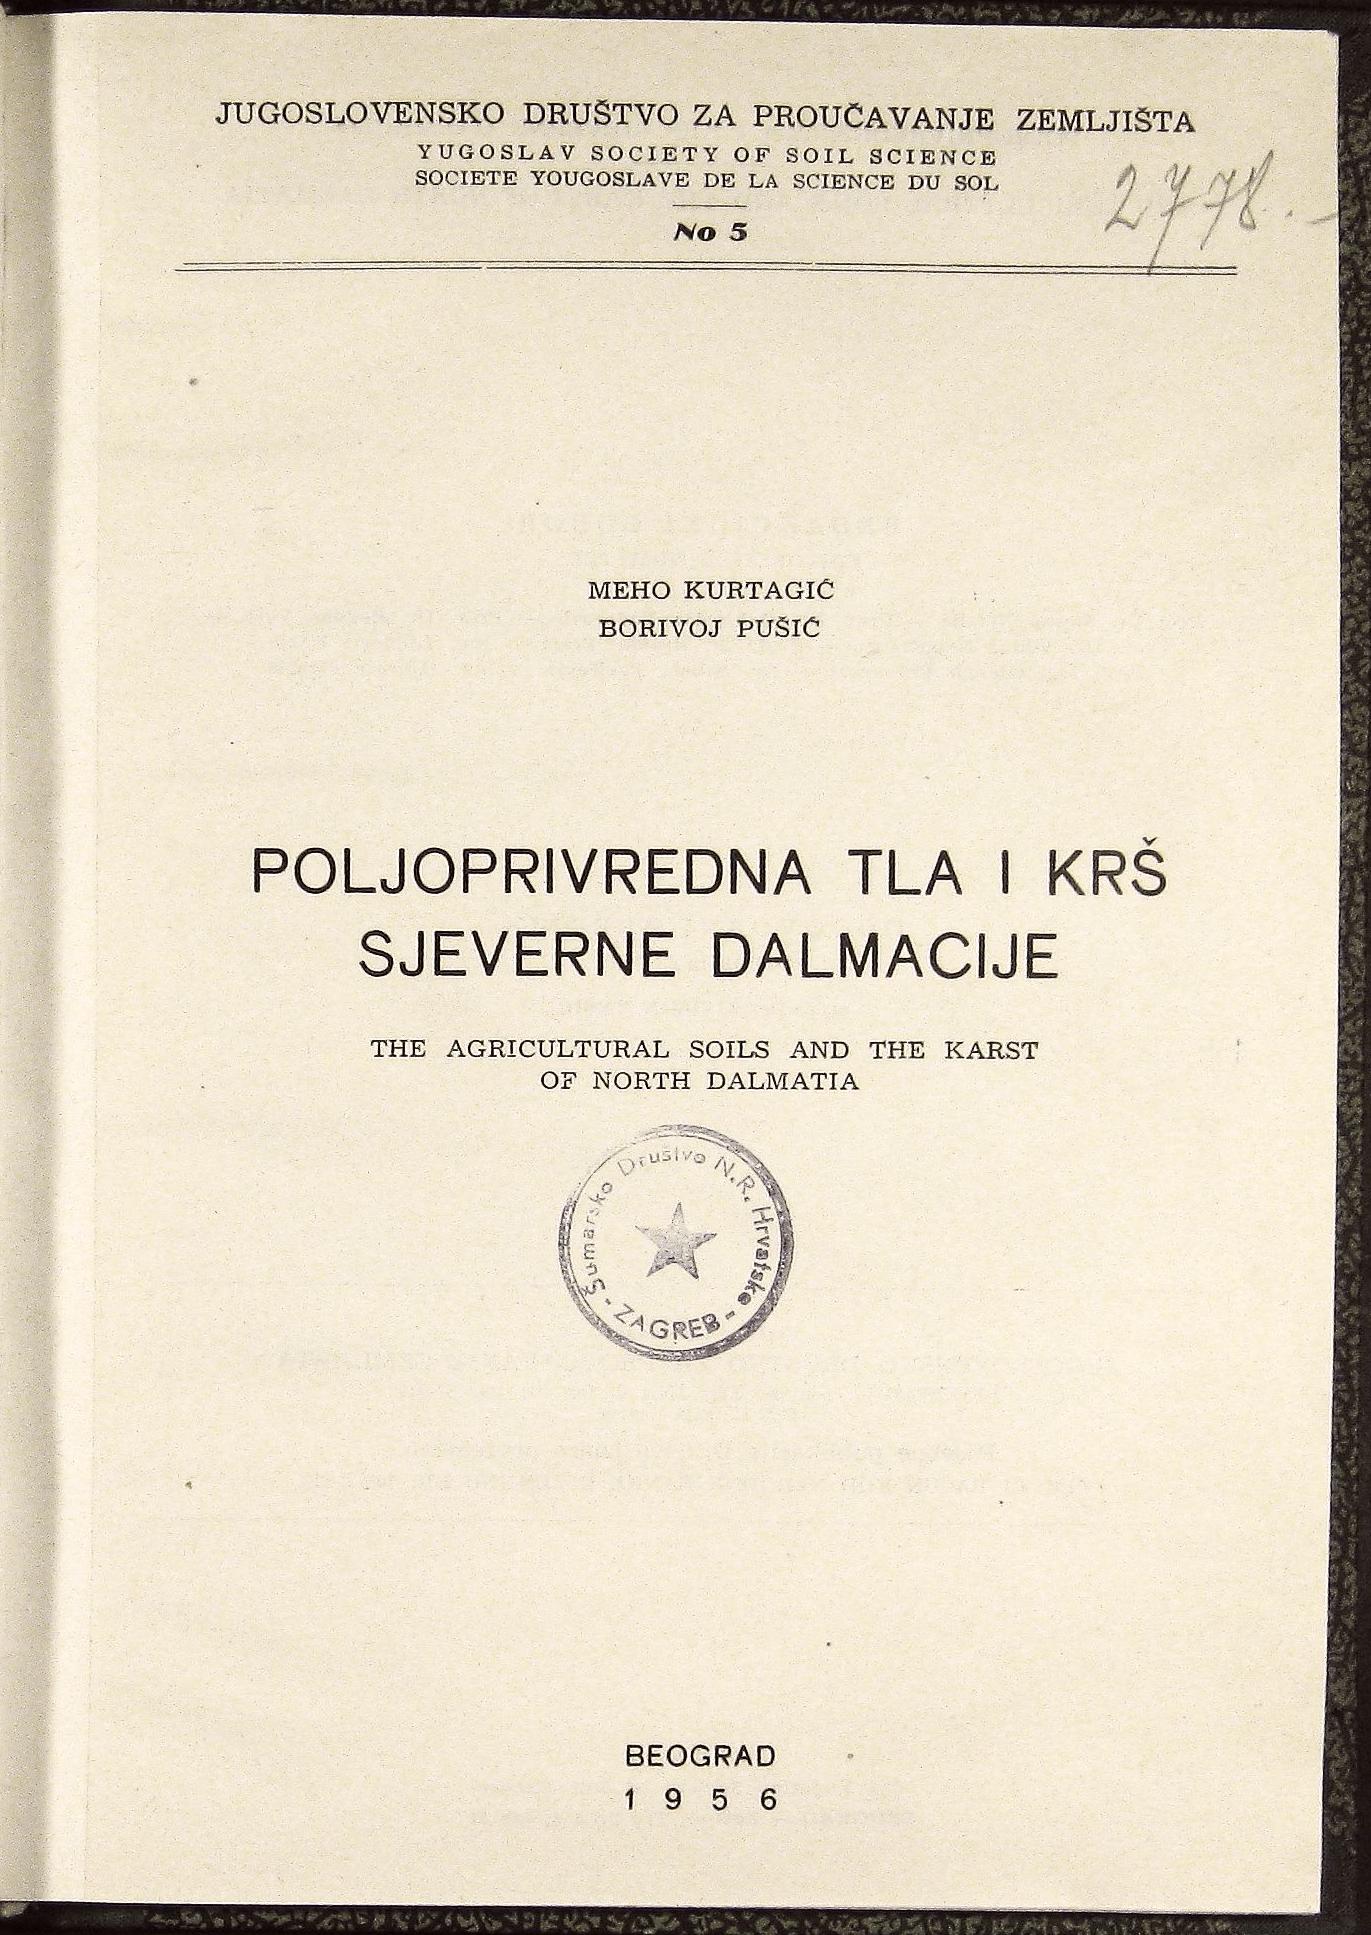 JUGOSLOVENSKO DRUŠTVO ZA PROUČAVANJE ZEMLJIŠTA
YUGOSLAV SOCIETY OF SOIL SCIENCE
SOCIETE YOUGOSLAVE DE LA SCIENCE DU SOL
2778.-
No 5
MEHO KURTAGIĆ
BORIVOJ PUŠIĆ
POLJOPRIVREDNA TLA I KRŠ
SJEVERNE DALMACIJE
THE AGRICULTURAL SOILS AND THE KARST
OF NORTH DALMATIA
Šumarsko Društvo N.R. Hrvatske
- ZAGREB -
BEOGRAD
1956